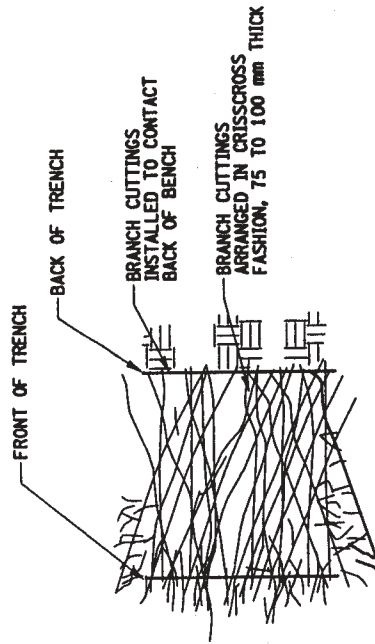 FRONT OF TRENCH
BACK OF TRENCH
BRANCH CUTTINGS
INSTALLED TO CONTACT
BACK OF BENCH
BRANCH CUTTINGS
ARRANGED IN CRISSCROSS
FASHION, 75 TO 100 mm THICK